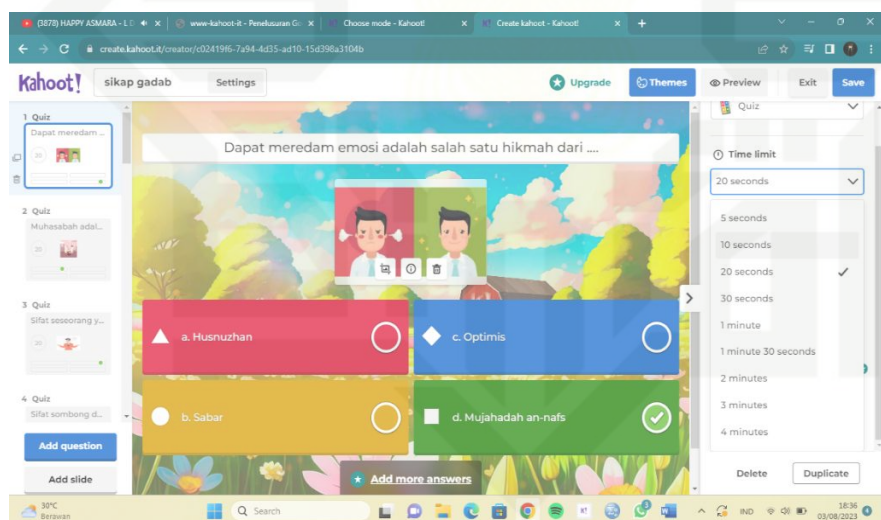 (3878) HAPPY ASMARA - L D
www-kahoot-it - Penelusuran Go
Choose mode - Kahoot!
Create kahoot - Kahoot!
create.kahoot.it/creator/c02419f6-7a94-4d35-ad10-15d398a3104b
Kahoot!
sikap gadab
Settings
Upgrade
Themes
Preview
Exit
Save
1 Quiz
Dapat meredam ...
20
2 Quiz
Muhasabah adal...
20
3 Quiz
Sifat seseorang y...
20
4 Quiz
Sifat sombong d...
Add question
Add slide
Dapat meredam emosi adalah salah satu hikmah dari ....
a. Husnuzhan
c. Optimis
b. Sabar
d. Mujahadah an-nafs
Add more answers
Quiz
Time limit
20 seconds
5 seconds
10 seconds
20 seconds
30 seconds
1 minute
1 minute 30 seconds
2 minutes
3 minutes
4 minutes
Delete
Duplicate
30°C
Berawan
Search
IND
18:36
03/08/2023